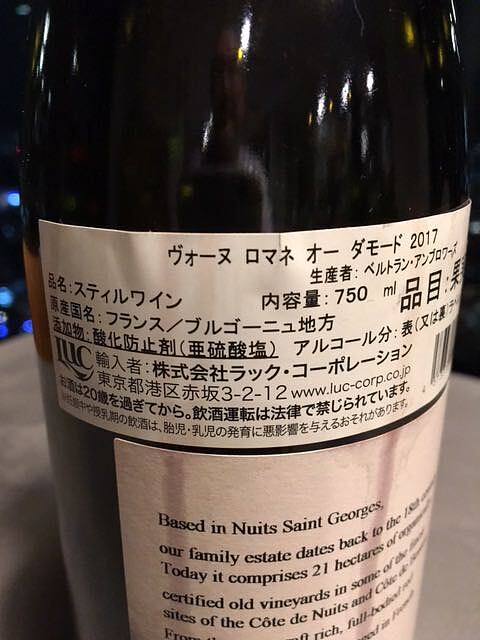 ヴォーヌ ロマネ オー ダモード 2017
生産者: ベルトラン・アンブロワーズ
品名:スティルワイン 内容量: 750 ml 品目:果
原産国名:フランス/ブルゴーニュ地方
添加物: 酸化防止剤(亜硫酸塩) アルコール分: 表(又は裏)ラ
LUC 輸入者:株式会社ラック・コーポレーション
東京都港区赤坂3-2-12 www.luc-corp.co.jp
お酒は20歳を過ぎてから。飲酒運転は法律で禁じられています。
妊娠中や授乳期の飲酒は、胎児・乳児の発育に悪影響を与えるおそれがあります。
4
Based in Nuits Saint Georges,
our family estate dates back to the 18th
Today it comprises 21 hectares of
certified old vineyards in some of the
sites of the Côte de Nuits and Côte de
rich, full-bodied